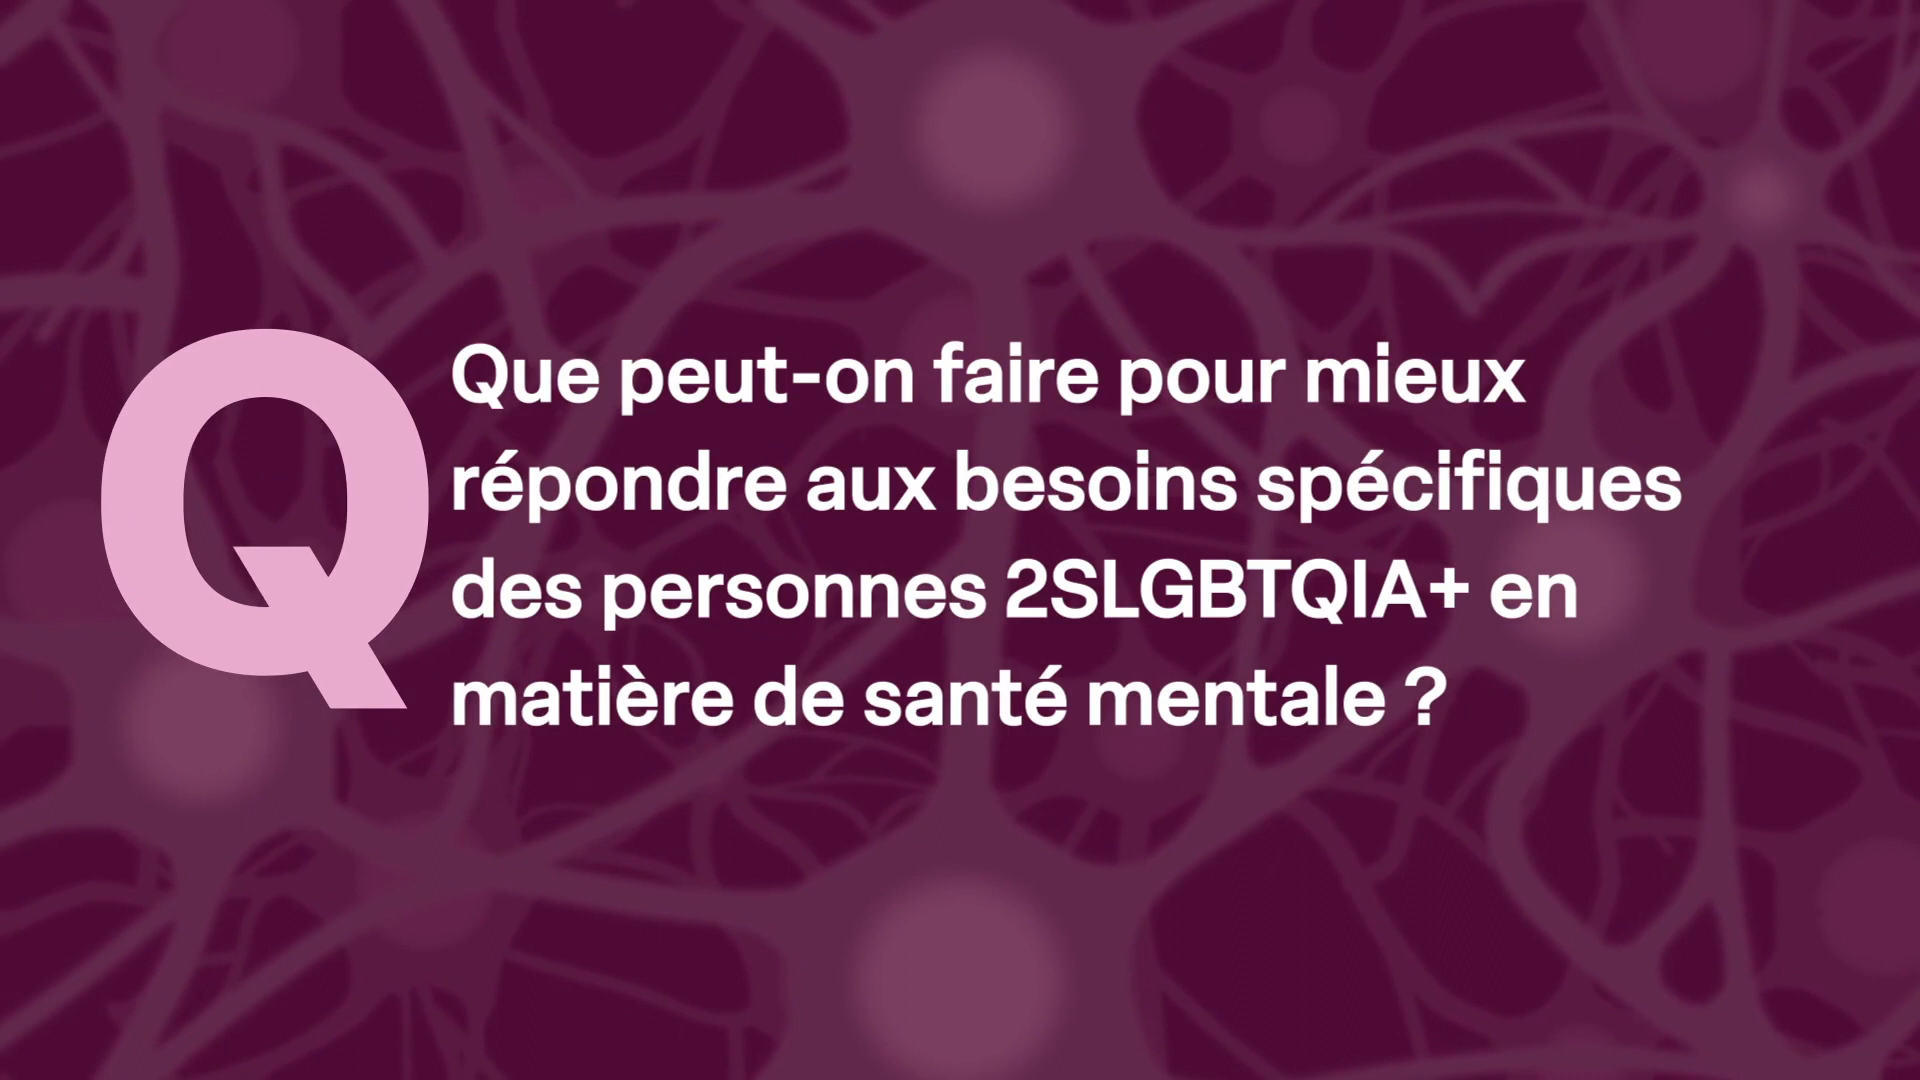 Q
Que peut-on faire pour mieux
répondre aux besoins spécifiques
des personnes 2SLGBTQIA+ en
matière de santé mentale ?